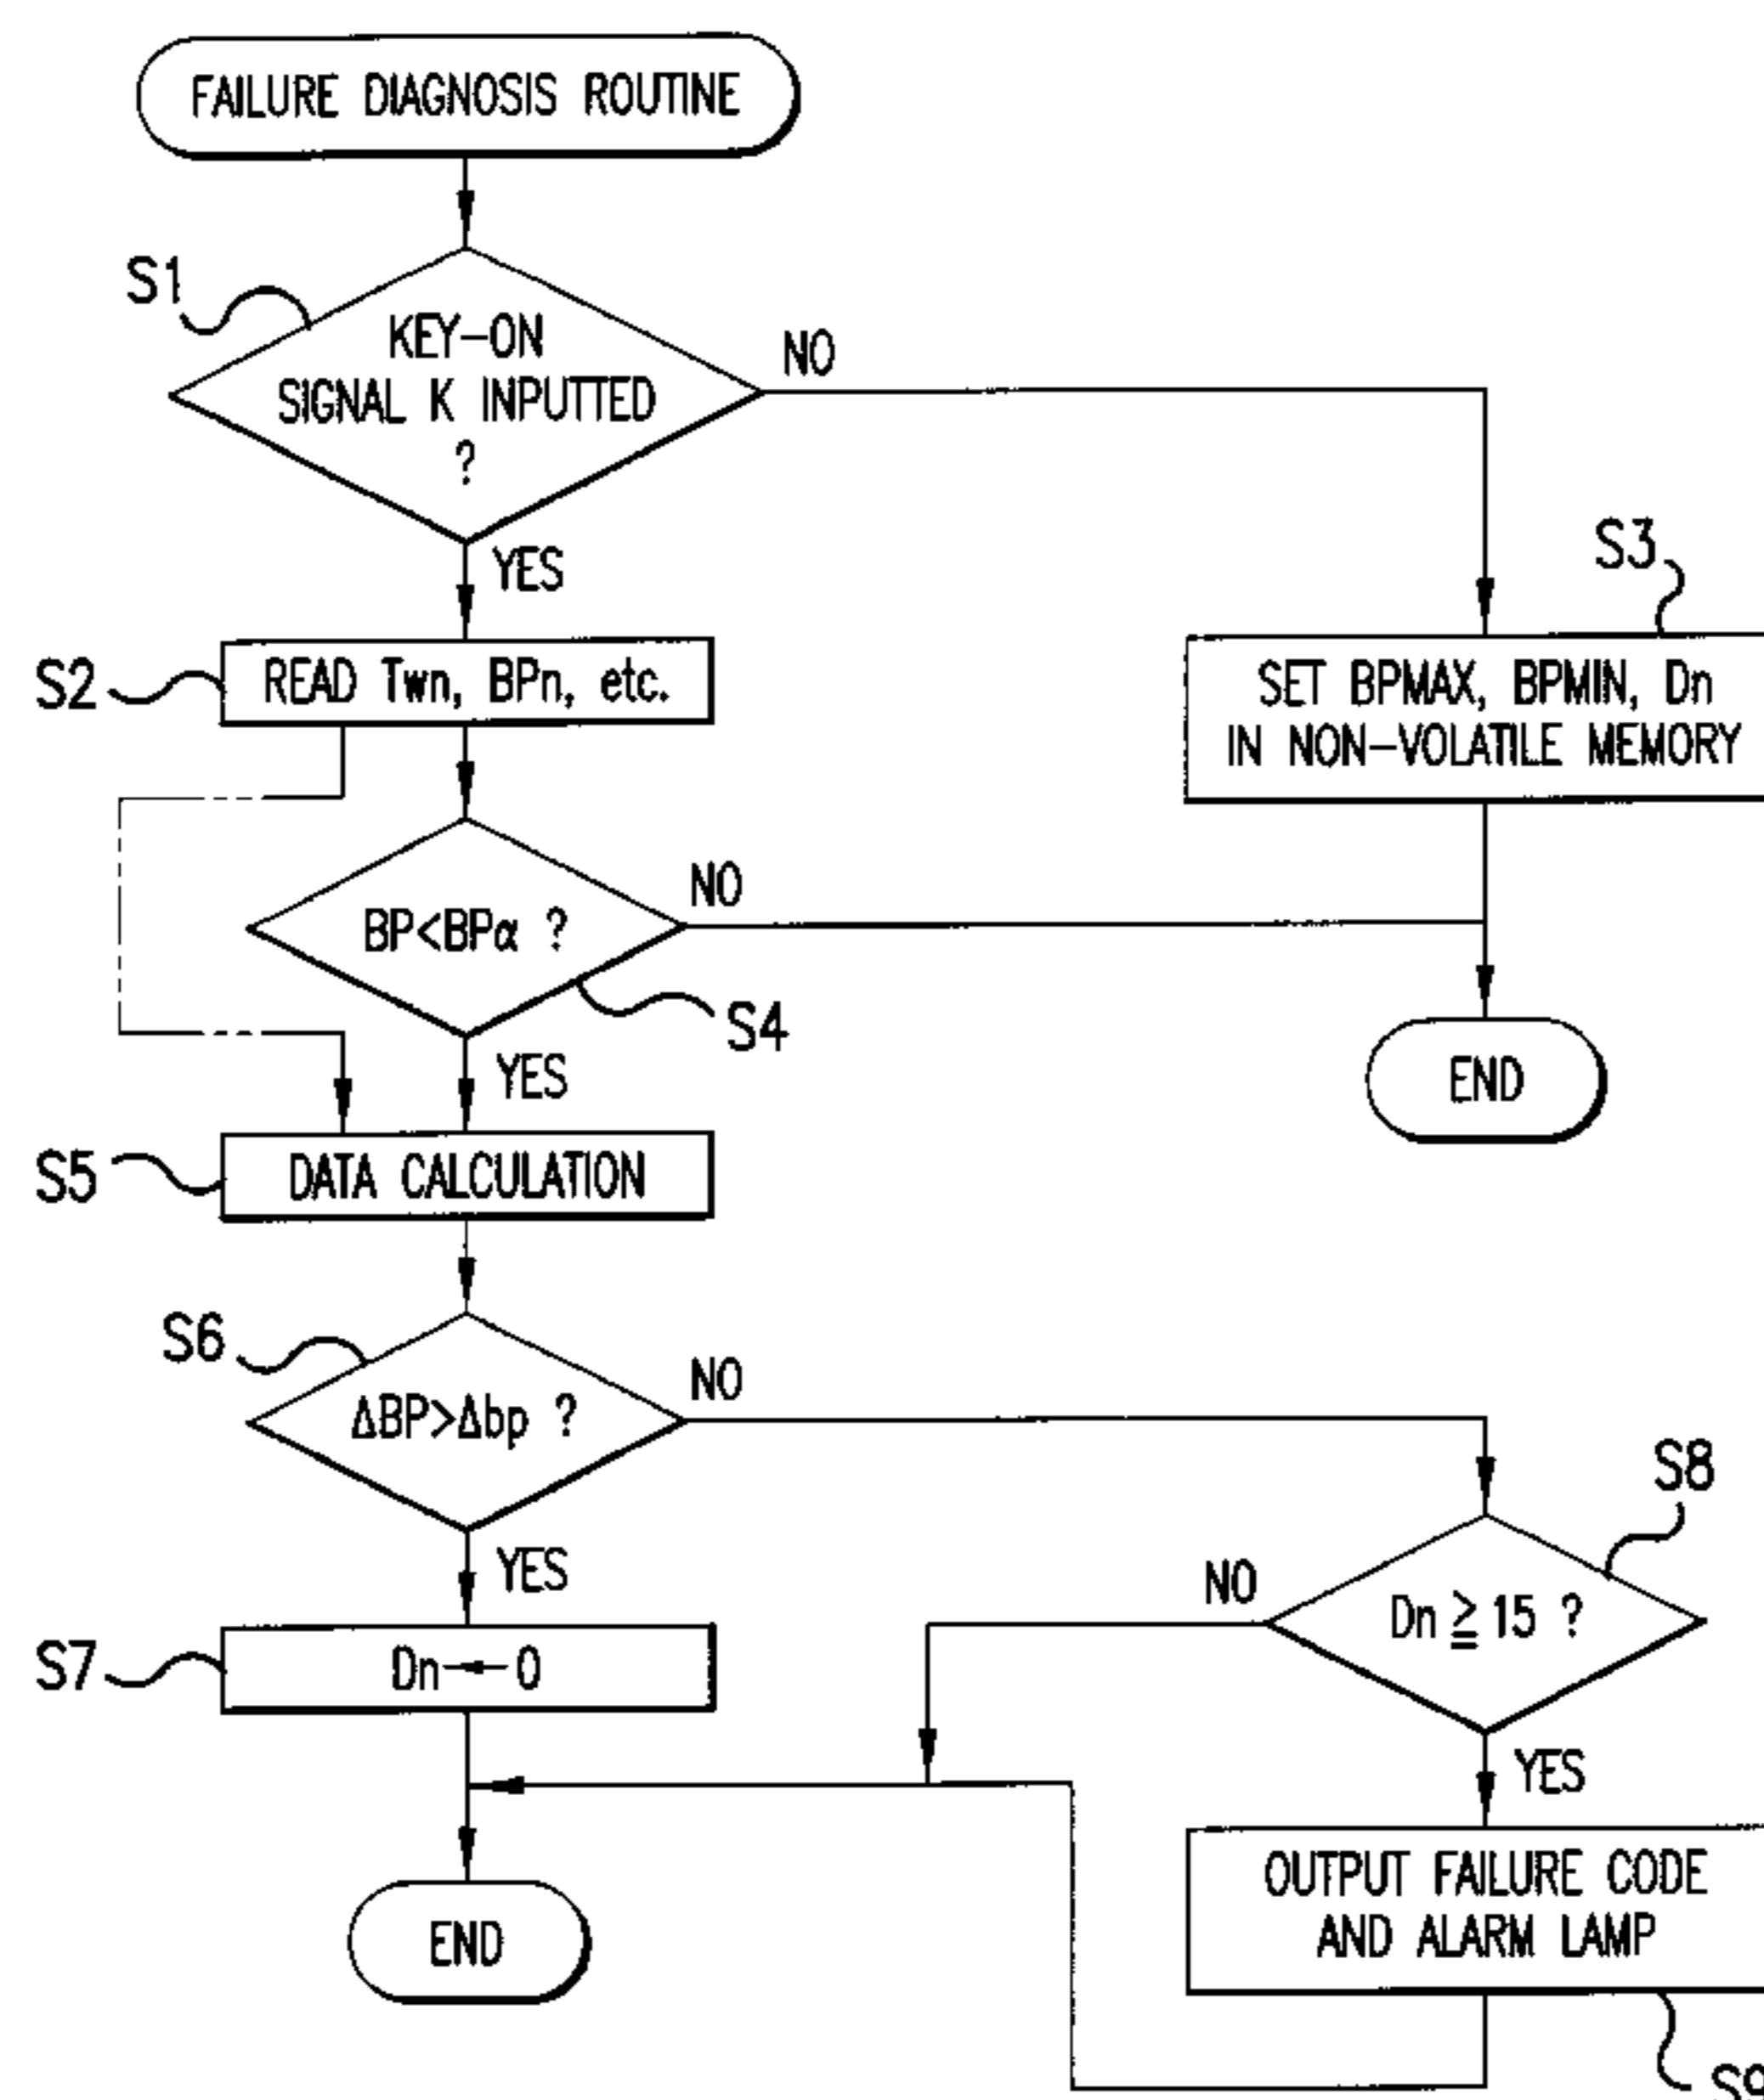 FAILURE DIAGNOSIS ROUTINE
S1
KEY-ON
SIGNAL K INPUTTED
?
NO
YES
S2
READ Twn, BPn, etc.
S3
SET BPMAX, BPMIN, Dn
IN NON-VOLATILE MEMORY
BP<BPα ?
NO
S4
YES
END
S5
DATA CALCULATION
S6
ΔBP>Δbp ?
NO
YES
S7
Dn←0
S8
Dn ≧ 15 ?
NO
YES
OUTPUT FAILURE CODE
AND ALARM LAMP
S9
END